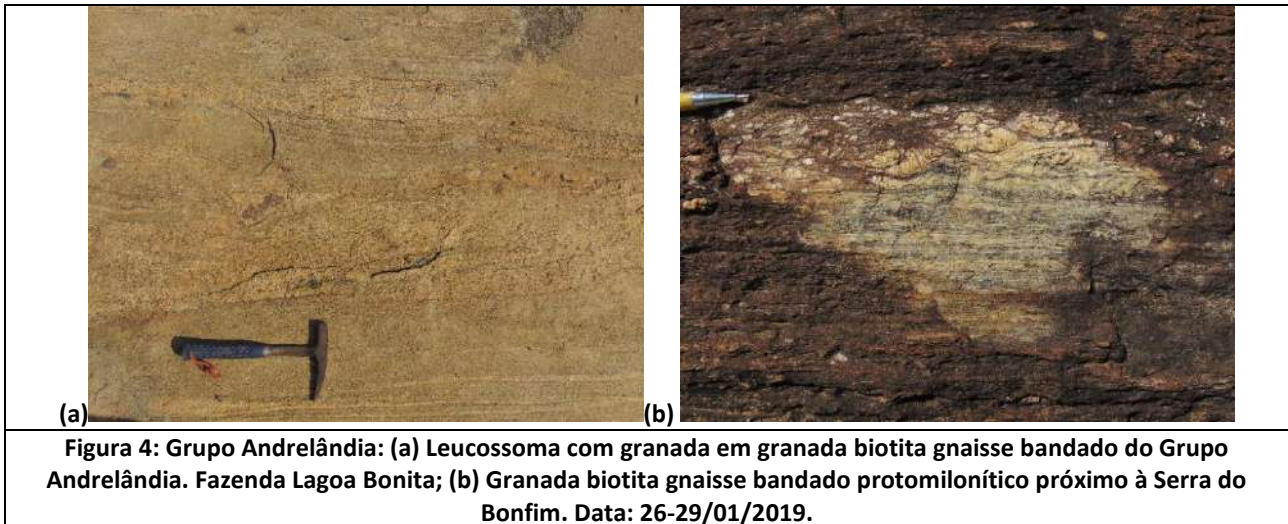 (a)
(b)
Figura 4: Grupo Andrelândia: (a) Leucossoma com granada em granada biotita gnaisse bandado do Grupo
Andrelândia. Fazenda Lagoa Bonita; (b) Granada biotita gnaisse bandado protomilonítico próximo à Serra do
Bonfim. Data: 26-29/01/2019.